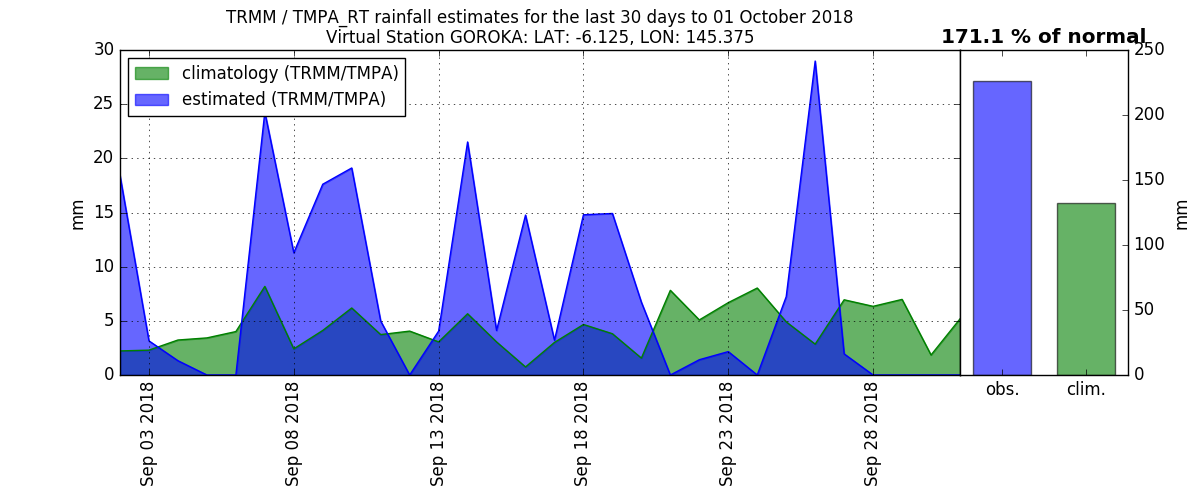 TRMM / TMPA_RT rainfall estimates for the last 30 days to 01 October 2018
Virtual Station GOROKA: LAT: -6.125, LON: 145.375
171.1 % of normal
climatology (TRMM/TMPA)
estimated (TRMM/TMPA)
30
25
20
15
10
5
0
mm
Sep 03 2018
Sep 08 2018
Sep 13 2018
Sep 18 2018
Sep 23 2018
Sep 28 2018
250
200
150
100
50
0
mm
obs.
clim.